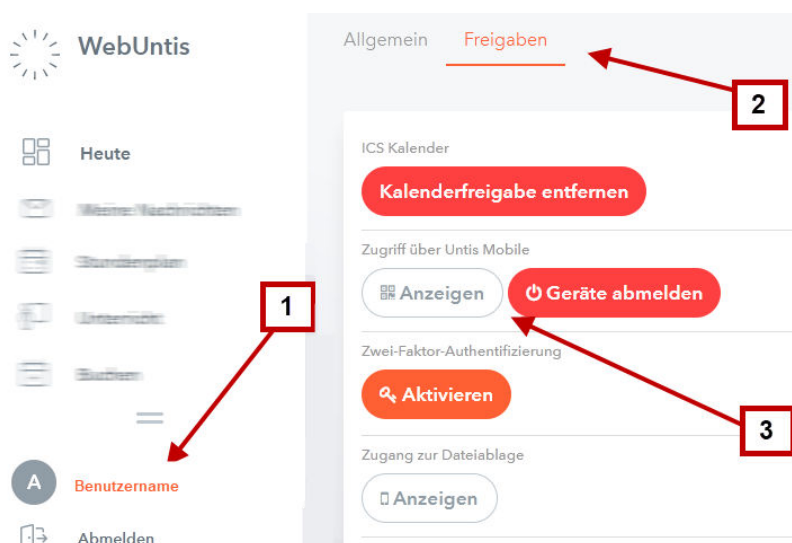 WebUntis
Heute
1
A
Benutzername
Abmelden
Allgemein Freigaben
2
ICS Kalender
Kalenderfreigabe entfernen
Zugriff über Untis Mobile
Anzeigen Geräte abmelden
3
Zwei-Faktor-Authentifizierung
Aktivieren
Zugang zur Dateiablage
Anzeigen